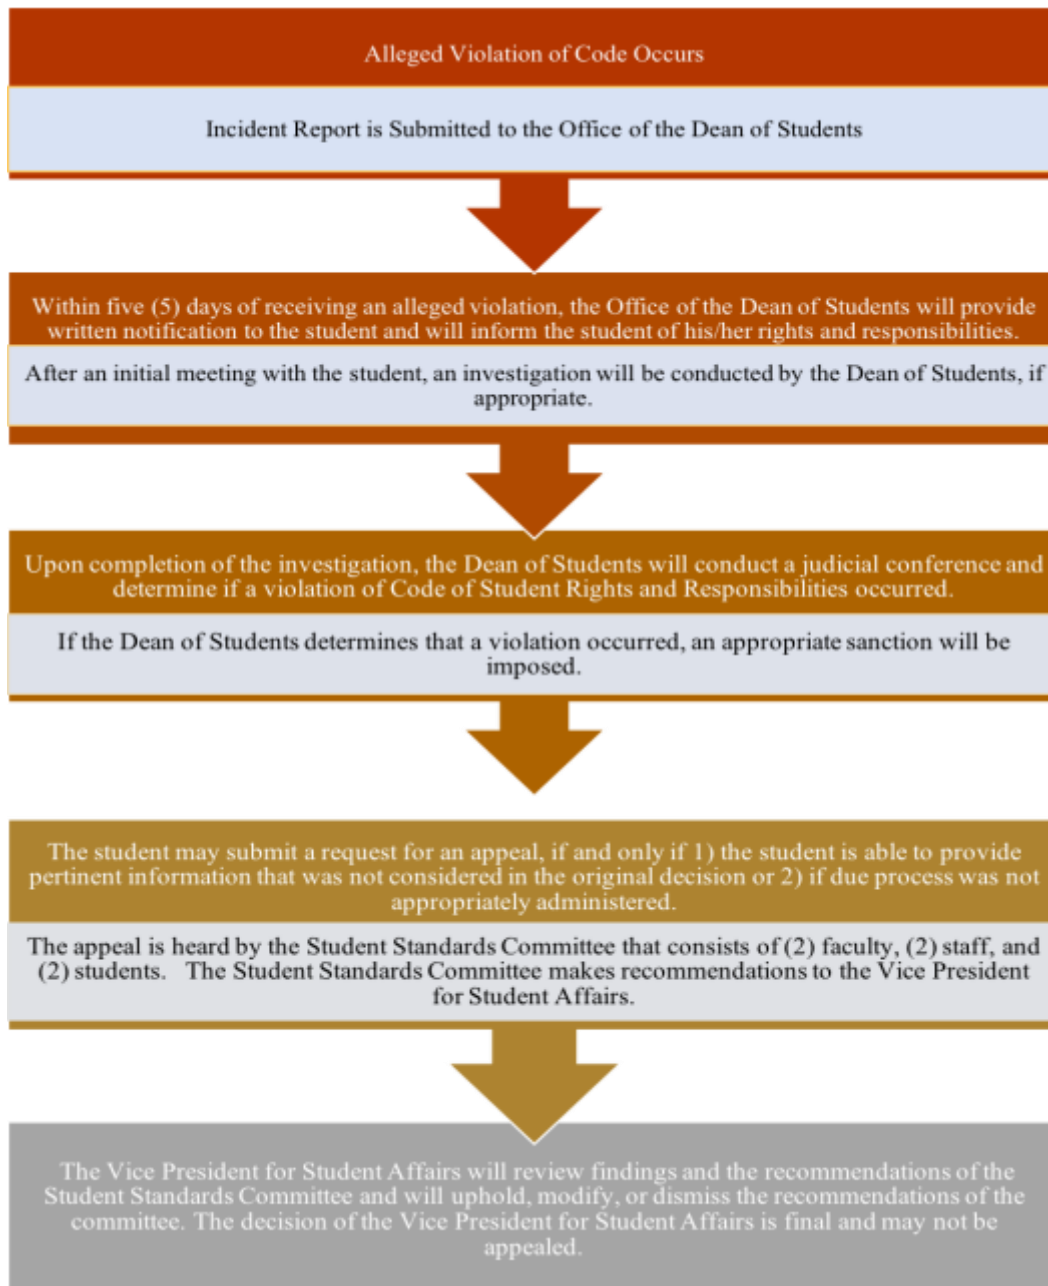 Alleged Violation of Code Occurs
Incident Report is Submitted to the Office of the Dean of Students
Within five (5) days of receiving an alleged violation, the Office of the Dean of Students will provide
written notification to the student and will inform the student of his/her rights and responsibilities.
After an initial meeting with the student, an investigation will be conducted by the Dean of Students, if
appropriate.
Upon completion of the investigation, the Dean of Students will conduct a judicial conference and
determine if a violation of Code of Student Rights and Responsibilities occurred.
If the Dean of Students determines that a violation occurred, an appropriate sanction will be
imposed.
The student may submit a request for an appeal, if and only if 1) the student is able to provide
pertinent information that was not considered in the original decision or 2) if due process was not
appropriately administered.
The appeal is heard by the Student Standards Committee that consists of (2) faculty, (2) staff, and
(2) students. The Student Standards Committee makes recommendations to the Vice President
for Student Affairs.
The Vice President for Student Affairs will review findings and the recommendations of the
Student Standards Committee and will uphold, modify, or dismiss the recommendations of the
committee. The decision of the Vice President for Student Affairs is final and may not be
appealed.